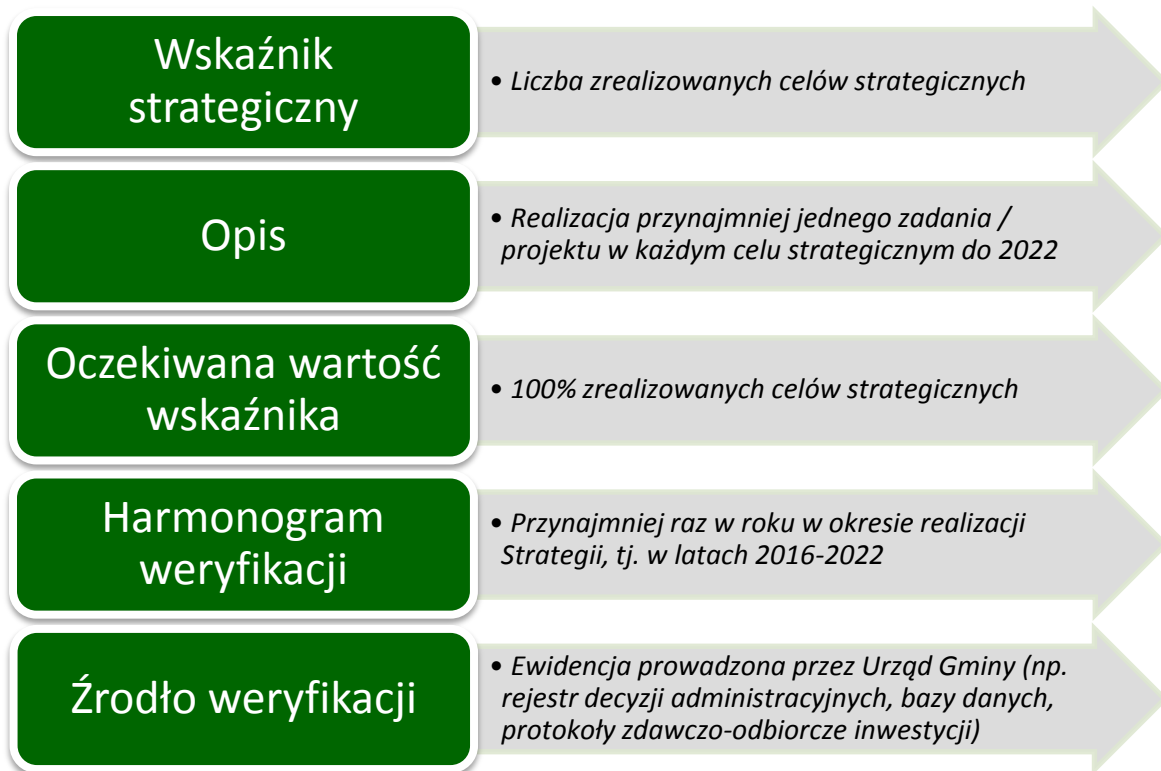 Wskaźnik
strategiczny
• Liczba zrealizowanych celów strategicznych
Opis
• Realizacja przynajmniej jednego zadania /
projektu w każdym celu strategicznym do 2022
Oczekiwana wartość
wskaźnika
• 100% zrealizowanych celów strategicznych
Harmonogram
weryfikacji
• Przynajmniej raz w roku w okresie realizacji
Strategii, tj. w latach 2016-2022
Źrodło weryfikacji
• Ewidencja prowadzona przez Urząd Gminy (np.
rejestr decyzji administracyjnych, bazy danych,
protokoły zdawczo-odbiorcze inwestycji)